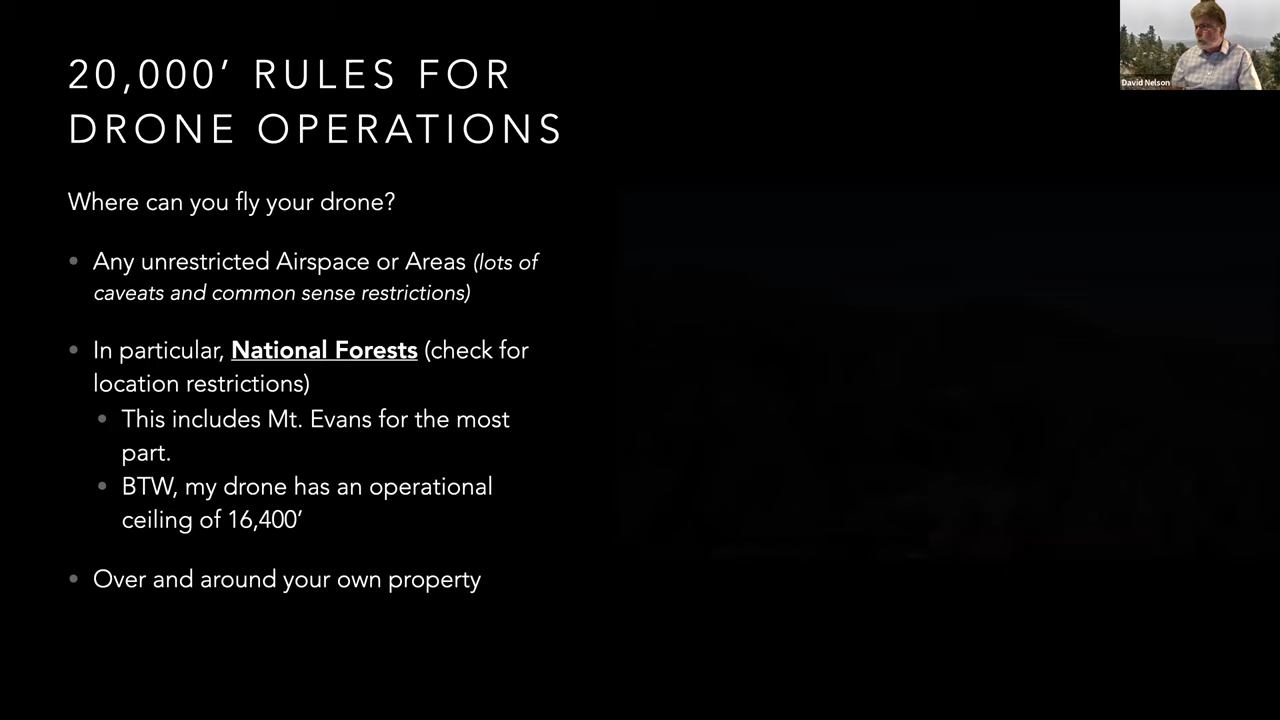 20,000’ RULES FOR
DRONE OPERATIONS
Where can you fly your drone?
• Any unrestricted Airspace or Areas (lots of
caveats and common sense restrictions)
• In particular, National Forests (check for
location restrictions)
• This includes Mt. Evans for the most
part.
• BTW, my drone has an operational
ceiling of 16,400’
• Over and around your own property
David Nelson